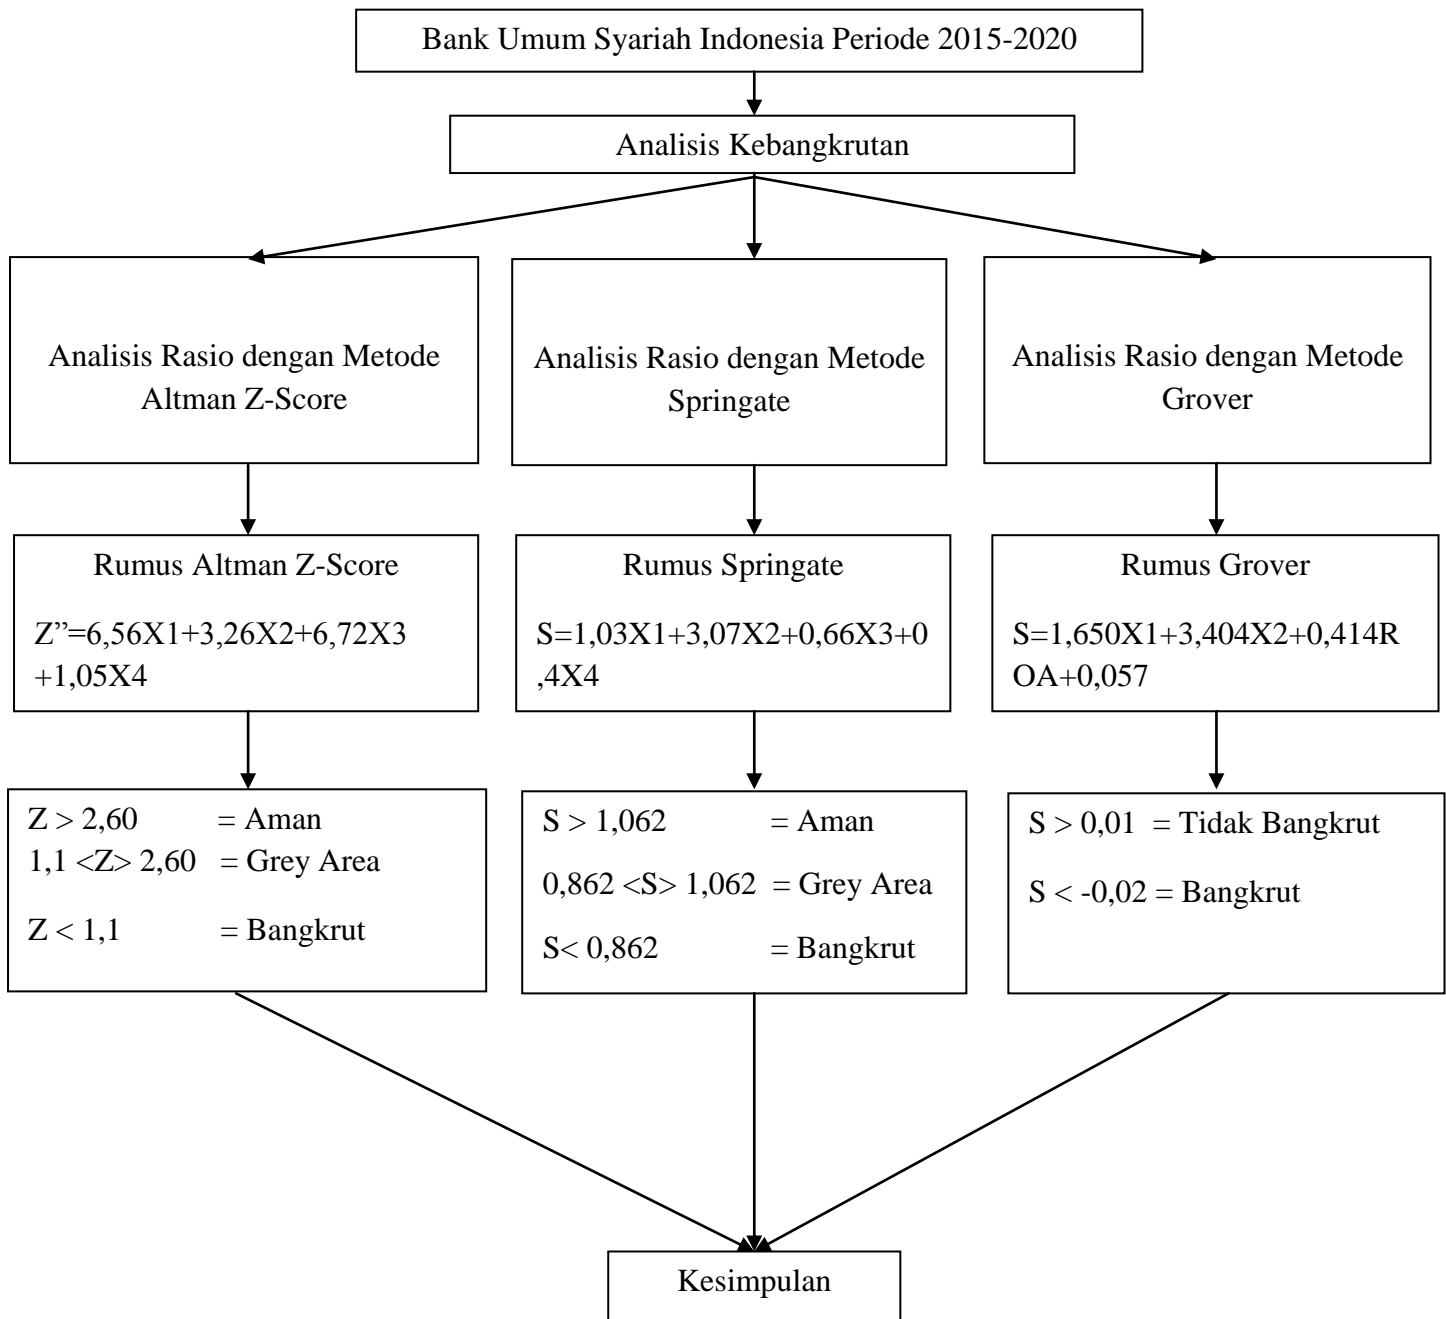 Bank Umum Syariah Indonesia Periode 2015-2020
Analisis Kebangkrutan
Analisis Rasio dengan Metode
Altman Z-Score
Analisis Rasio dengan Metode
Springate
Analisis Rasio dengan Metode
Grover
Rumus Altman Z-Score
Z”=6,56X1+3,26X2+6,72X3
+1,05X4
Rumus Springate
S=1,03X1+3,07X2+0,66X3+0
,4X4
Rumus Grover
S=1,650X1+3,404X2+0,414R
OA+0,057
Z > 2,60 = Aman
1,1 <Z> 2,60 = Grey Area
Z < 1,1 = Bangkrut
S > 1,062 = Aman
0,862 <S> 1,062 = Grey Area
S< 0,862 = Bangkrut
S > 0,01 = Tidak Bangkrut
S < -0,02 = Bangkrut
Kesimpulan